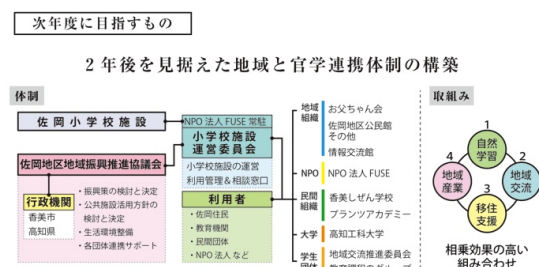 次年度に目指すもの
2年後を見据えた地域と官学連携体制の構築
体制
佐岡小学校施設
佐岡地区地域振興推進協議会
行政機関
香美市
高知県
・振興策の検討と決定
・公共施設活用方針の
検討と決定
・生活環境整備
・各団体連携サポート
NPO法人FUSE常駐
小学校施設
運営委員会
小学校施設の運営
利用管理&相談窓口
利用者
・佐岡住民
・教育機関
・民間団体
・NPO法人など
地域
組織
お父ちゃん会
佐岡地区公民館
その他
情報交流館
NPO
NPO法人FUSE
民間
組織
香美しぜん学校
プランツアカデミー
大学
高知工科大学
学生
団体
地域交流推進委員会
取組み
1
自然
学習
2
地域
交流
3
移住
支援
4
地域
産業
相乗効果の高い
組み合わせ